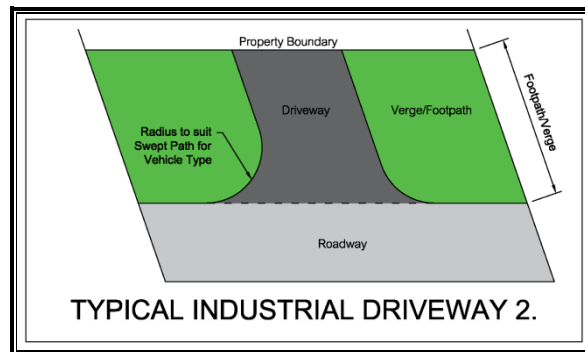 Property Boundary
Driveway
Verge/Footpath
Footpath/Verge
Radius to suit
Swept Path for
Vehicle Type
Roadway
TYPICAL INDUSTRIAL DRIVEWAY 2.